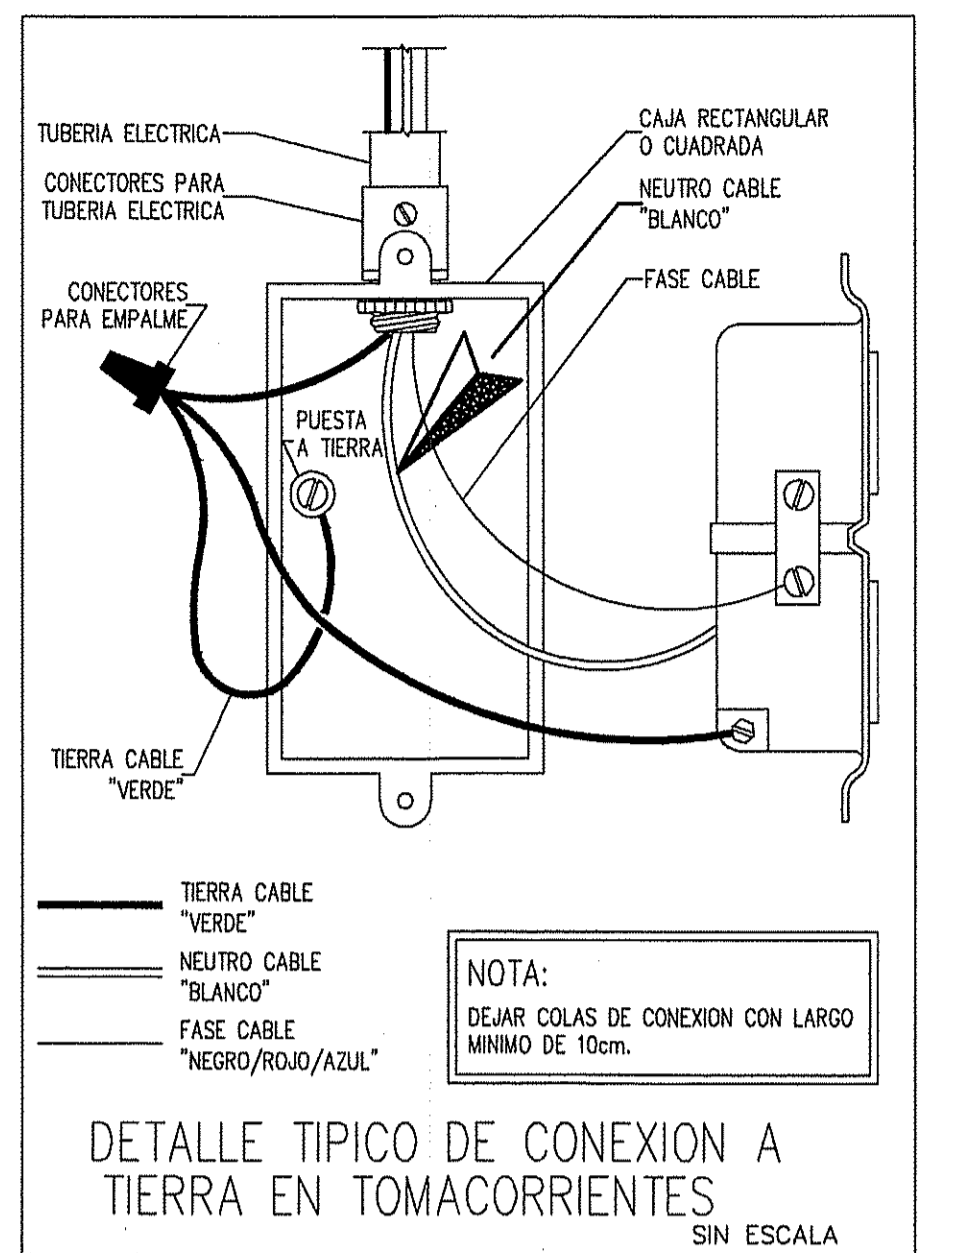 TUBERIA ELECTRICA
CONECTORES PARA
TUBERIA ELECTRICA
CONECTORES
PARA EMPALME
PUESTA
A TIERRA
CAJA RECTANGULAR
O CUADRADA
NEUTRO CABLE
"BLANCO"
FASE CABLE
TIERRA CABLE
"VERDE"
TIERRA CABLE
"VERDE"
NEUTRO CABLE
"BLANCO"
FASE CABLE
"NEGRO/ROJO/AZUL"
NOTA:
DEJAR COLAS DE CONEXION CON LARGO
MINIMO DE 10cm.
DETALLE TIPICO DE CONEXION A
TIERRA EN TOMACORRIENTES
SIN ESCALA